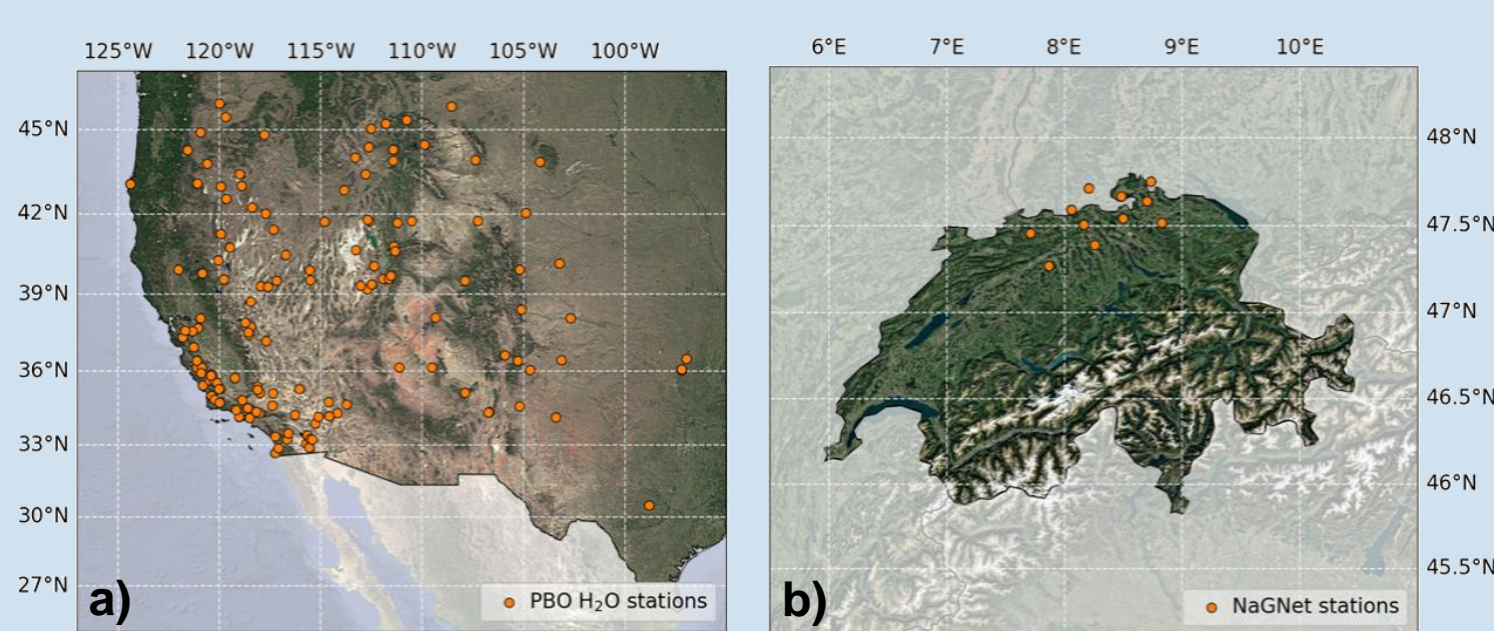 125°W 120°W 115°W 110°W 105°W 100°W
6°E 7°E 8°E 9°E 10°E
45°N
42°N
39°N
36°N
33°N
30°N
27°N
48°N
47.5°N
47°N
46.5°N
46°N
45.5°N
a) PBO H₂O stations
b) NaGNet stations